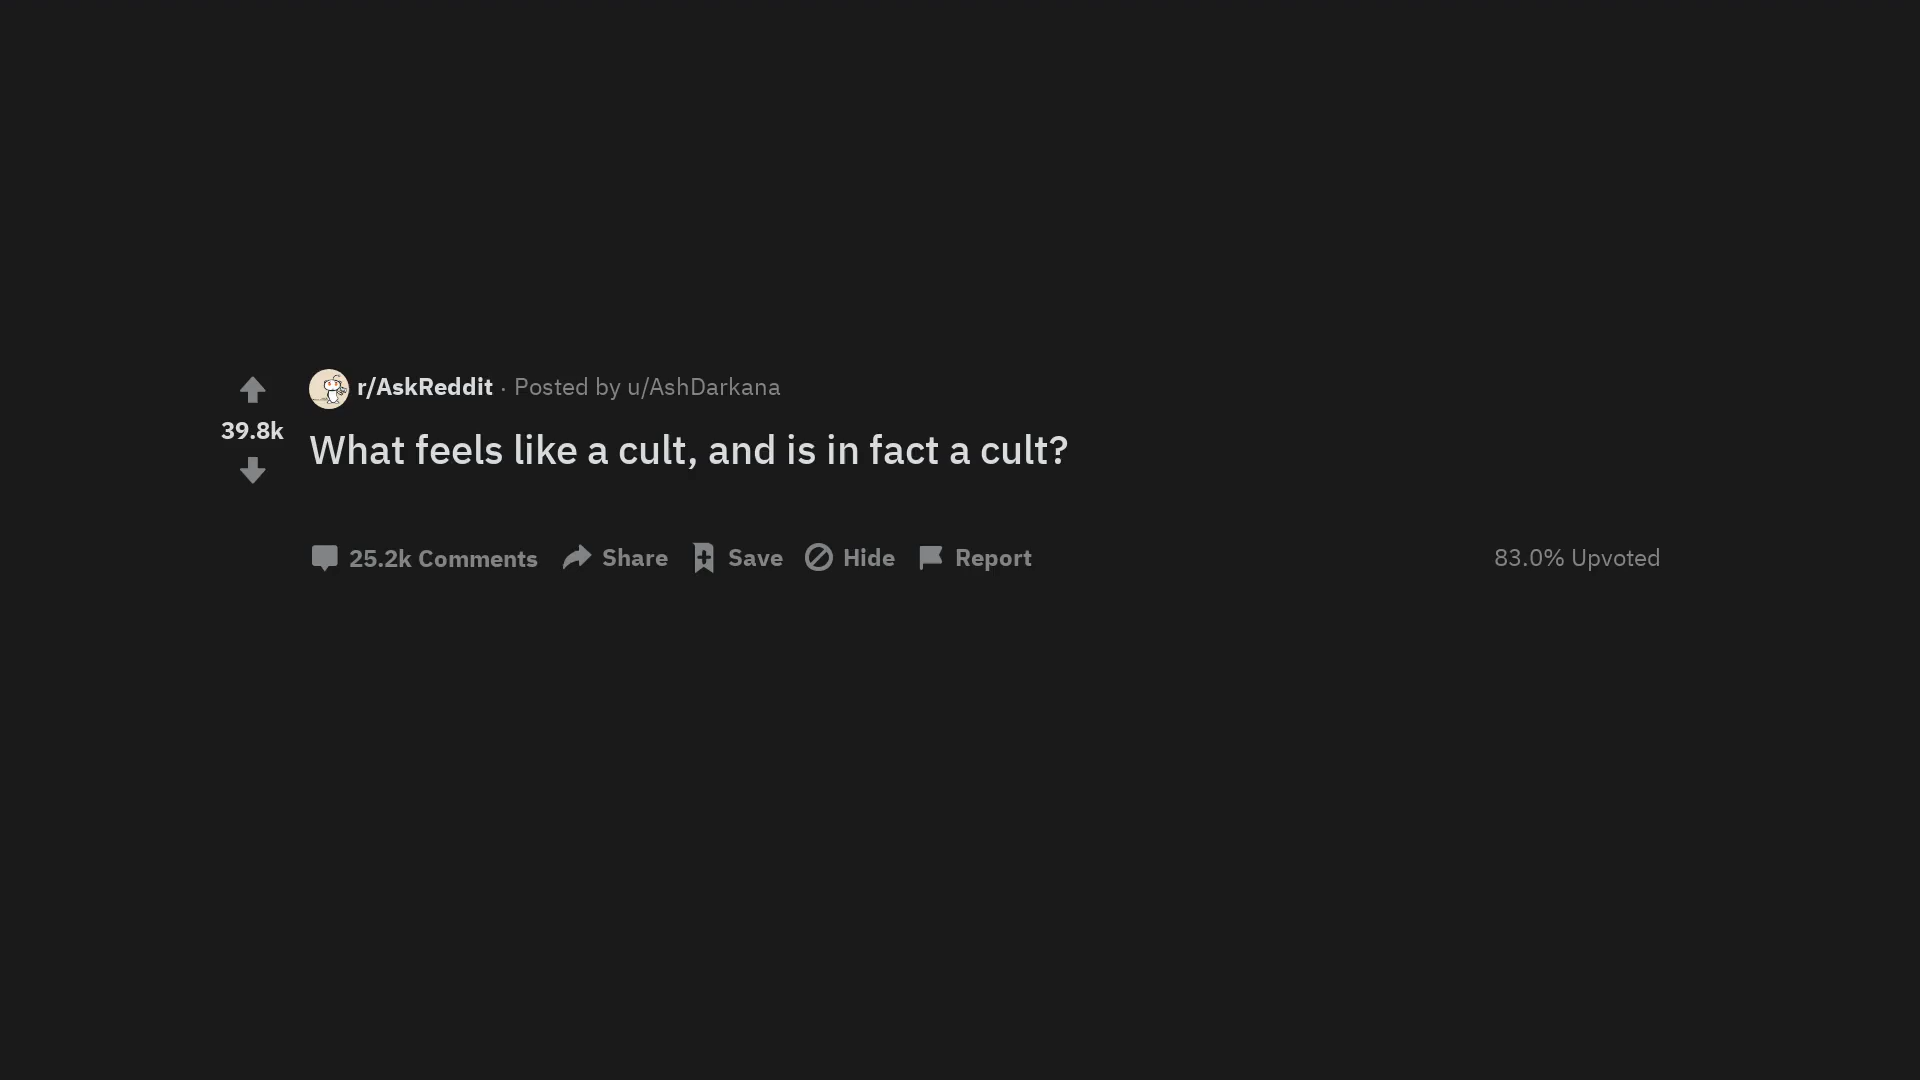 r/AskReddit · Posted by u/AshDarkana
39.8k
What feels like a cult, and is in fact a cult?
25.2k Comments Share Save Hide Report 83.0% Upvoted